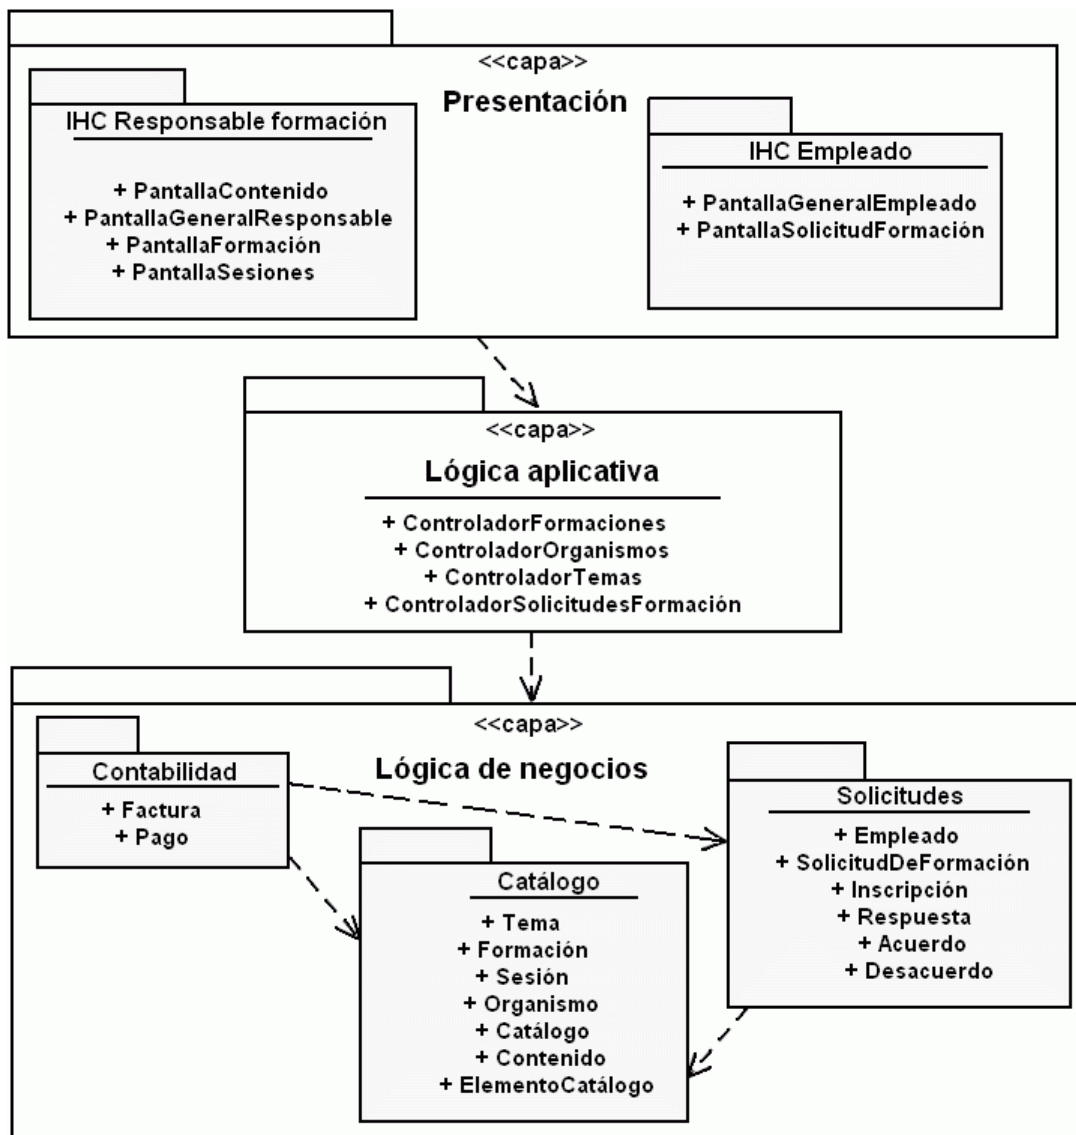 <<capa>>
Presentación
IHC Responsable formación
+ PantallaContenido
+ PantallaGeneralResponsable
+ PantallaFormación
+ PantallaSesiones
IHC Empleado
+ PantallaGeneralEmpleado
+ PantallaSolicitudFormación
<<capa>>
Lógica aplicativa
+ ControladorFormaciones
+ ControladorOrganismos
+ ControladorTemas
+ ControladorSolicitudesFormación
<<capa>>
Lógica de negocios
Contabilidad
+ Factura
+ Pago
Catálogo
+ Tema
+ Formación
+ Sesión
+ Organismo
+ Catálogo
+ Contenido
+ ElementoCatálogo
Solicitudes
+ Empleado
+ SolicitudDeFormación
+ Inscripción
+ Respuesta
+ Acuerdo
+ Desacuerdo